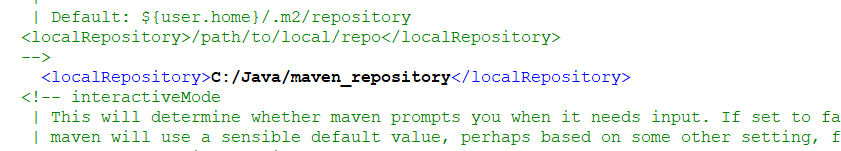 | Default: ${user.home}/.m2/repository
<localRepository>/path/to/local/repo</localRepository>
-->
<localRepository>C:/Java/maven_repository</localRepository>
<!-- interactiveMode
| This will determine whether maven prompts you when it needs input. If set to fa
| maven will use a sensible default value, perhaps based on some other setting, f